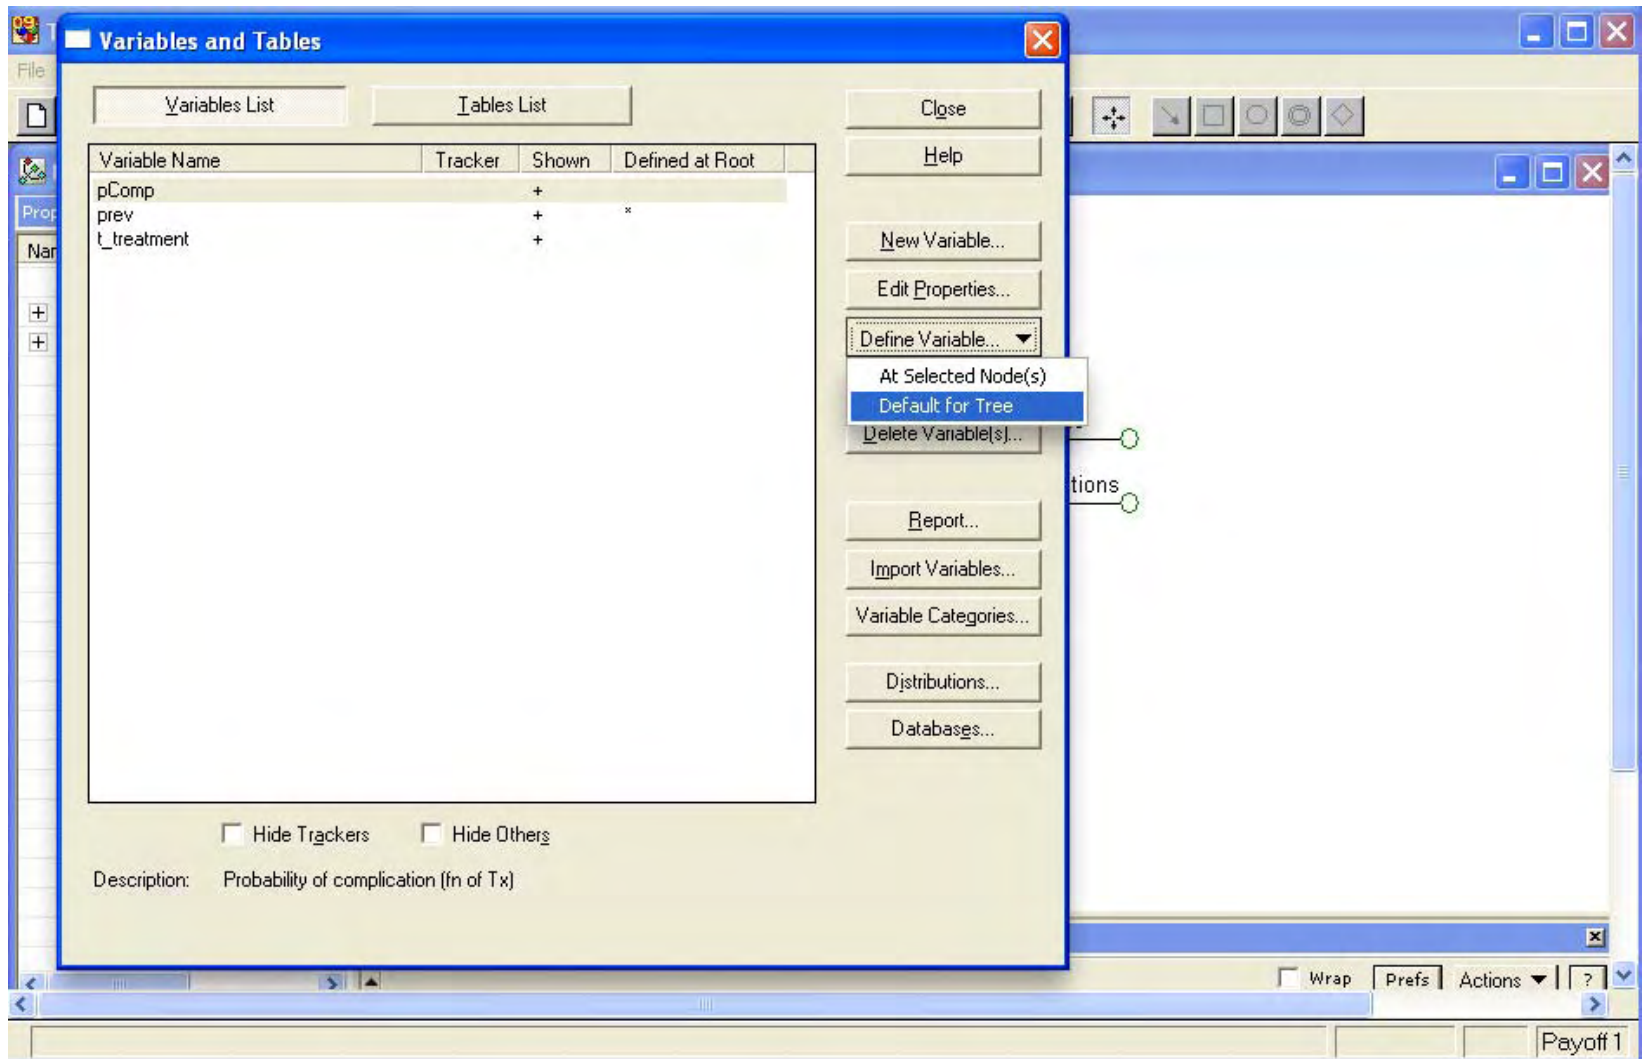 Variables and Tables
File
Variables List
Tables List
Close
Variable Name Tracker Shown Defined at Root
Help
pComp +
prev + *
t_treatment +
Prop
Nar
New Variable...
Edit Properties...
Define Variable...
At Selected Node(s)
Default for Tree
Delete Variable(s)...
tions
Report...
Import Variables...
Variable Categories...
Distributions...
Databases...
Hide Trackers Hide Others
Description: Probability of complication (fn of Tx)
Wrap Prefs Actions ?
Payoff 1